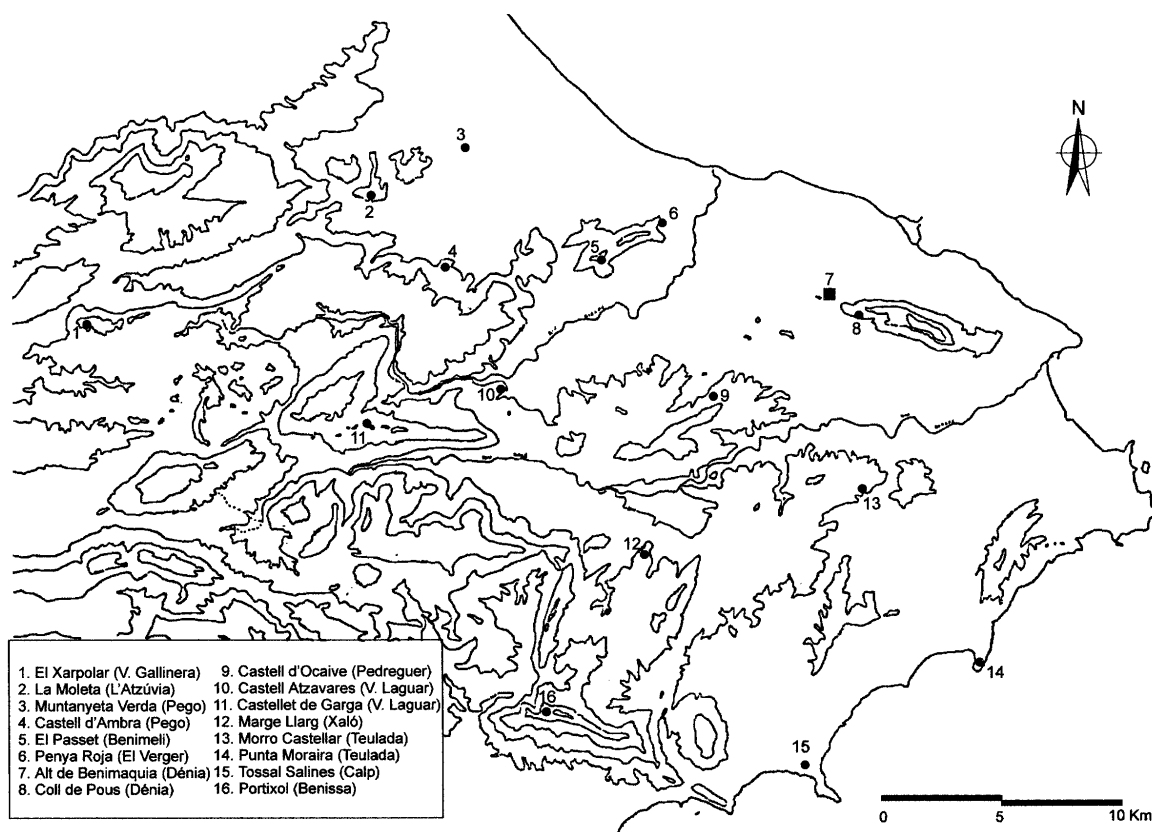 N
3
2
6
5
4
7
8
1
10
9
11
13
12
14
16
15
1. El Xarpolar (V. Gallinera)
2. La Moleta (L'Atzúvia)
3. Muntanyeta Verda (Pego)
4. Castell d'Ambra (Pego)
5. El Passet (Benimeli)
6. Penya Roja (El Verger)
7. Alt de Benimaquia (Dénia)
8. Coll de Pous (Dénia)
9. Castell d'Ocaive (Pedreguer)
10. Castell Atzavares (V. Laguar)
11. Castellet de Garga (V. Laguar)
12. Marge Llarg (Xaló)
13. Morro Castellar (Teulada)
14. Punta Moraira (Teulada)
15. Tossal Salines (Calp)
16. Portixol (Benissa)
0 5 10 Km